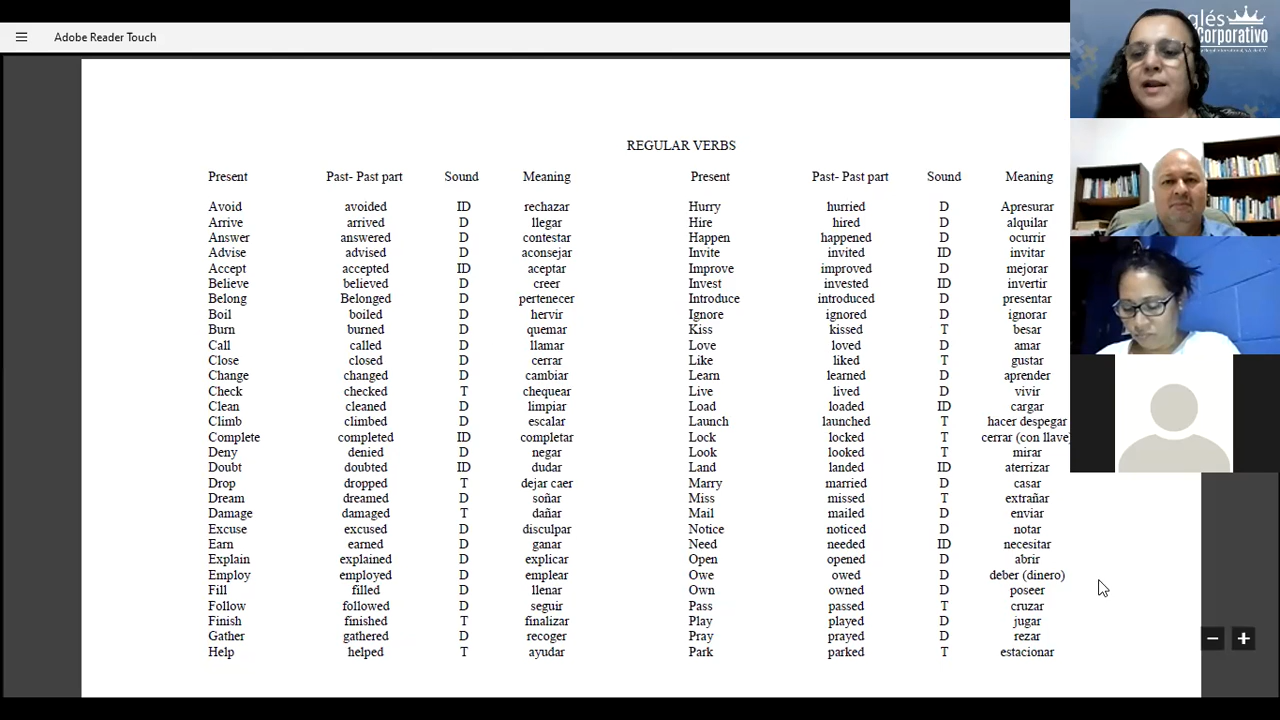 Adobe Reader Touch
glés
Corporativo
REGULAR VERBS
Present Past- Past part Sound Meaning Present Past- Past part Sound Meaning
Avoid avoided ID rechazar Hurry hurried D Apresurar
Arrive arrived D llegar Hire hired D alquilar
Answer answered D contestar Happen happened D ocurrir
Advise advised D aconsejar Invite invited ID invitar
Accept accepted ID aceptar Improve improved D mejorar
Believe believed D creer Invest invested ID invertir
Belong Belonged D pertenecer Introduce introduced D presentar
Boil boiled D hervir Ignore ignored D ignorar
Burn burned D quemar Kiss kissed T besar
Call called D llamar Love loved D amar
Close closed D cerrar Like liked T gustar
Change changed D cambiar Learn learned D aprender
Check checked T chequear Live lived D vivir
Clean cleaned D limpiar Load loaded ID cargar
Climb climbed D escalar Launch launched T hacer despegar
Complete completed ID completar Lock locked T cerrar (con llave)
Deny denied D negar Look looked T mirar
Doubt doubted ID dudar Land landed ID aterrizar
Drop dropped T dejar caer Marry married D casar
Dream dreamed D soñar Miss missed T extrañar
Damage damaged T dañar Mail mailed D enviar
Excuse excused D disculpar Notice noticed D notar
Earn earned D ganar Need needed ID necesitar
Explain explained D explicar Open opened D abrir
Employ employed D emplear Owe owed D deber (dinero)
Fill filled D llenar Own owned D poseer
Follow followed D seguir Pass passed T cruzar
Finish finished T finalizar Play played D jugar
Gather gathered D recoger Pray prayed D rezar
Help helped T ayudar Park parked T estacionar